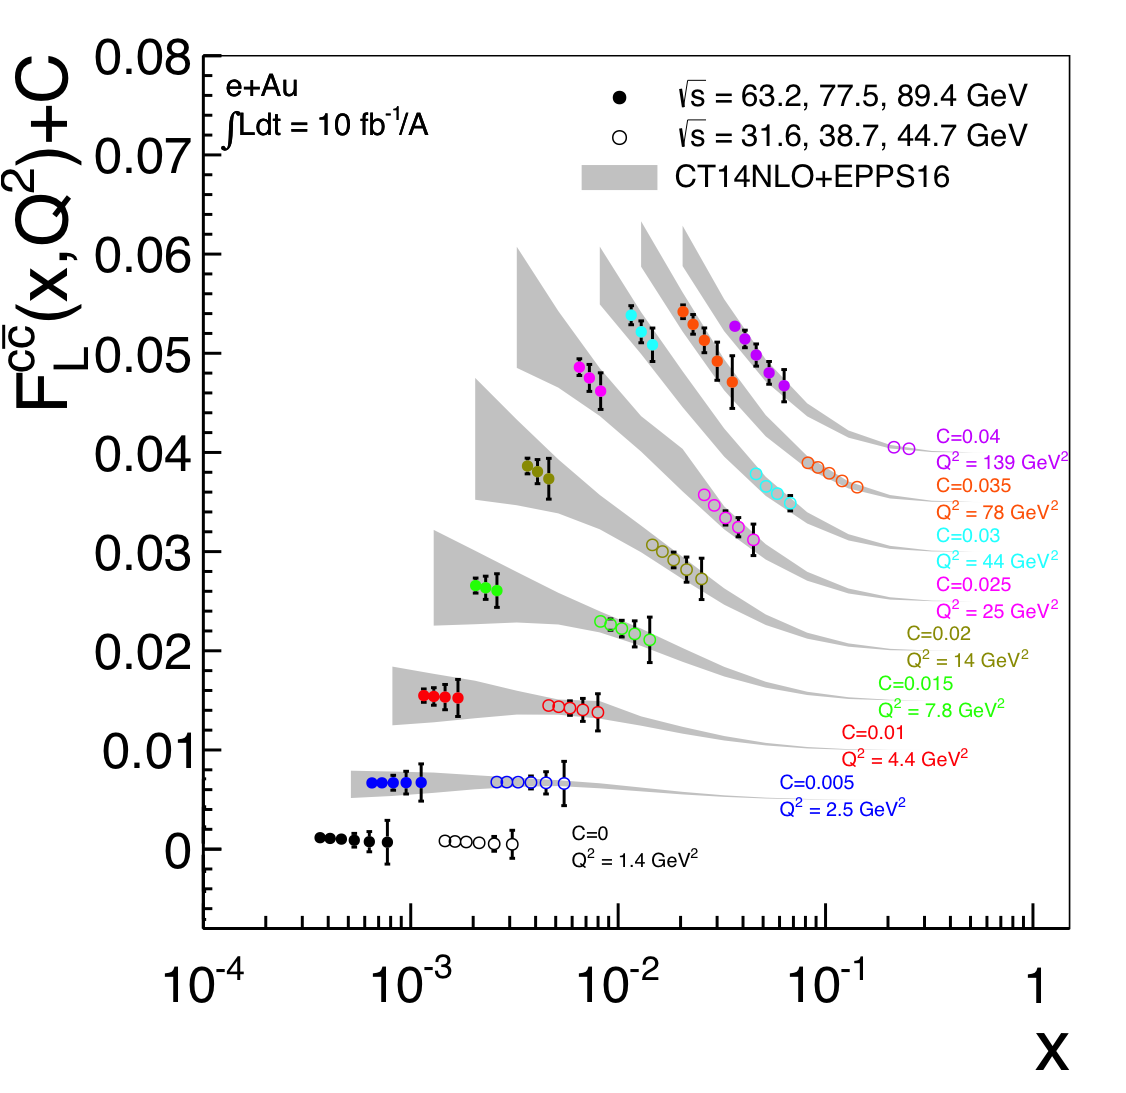 F_L^{cc̄}(x,Q²)+C
0.08
0.07
0.06
0.05
0.04
0.03
0.02
0.01
0
e+Au
∫Ldt = 10 fb⁻¹/A
√s = 63.2, 77.5, 89.4 GeV
√s = 31.6, 38.7, 44.7 GeV
CT14NLO+EPPS16
C=0.04
Q² = 139 GeV²
C=0.035
Q² = 78 GeV²
C=0.03
Q² = 44 GeV²
C=0.025
Q² = 25 GeV²
C=0.02
Q² = 14 GeV²
C=0.015
Q² = 7.8 GeV²
C=0.01
Q² = 4.4 GeV²
C=0.005
Q² = 2.5 GeV²
C=0
Q² = 1.4 GeV²
10⁻⁴ 10⁻³ 10⁻² 10⁻¹ 1
x